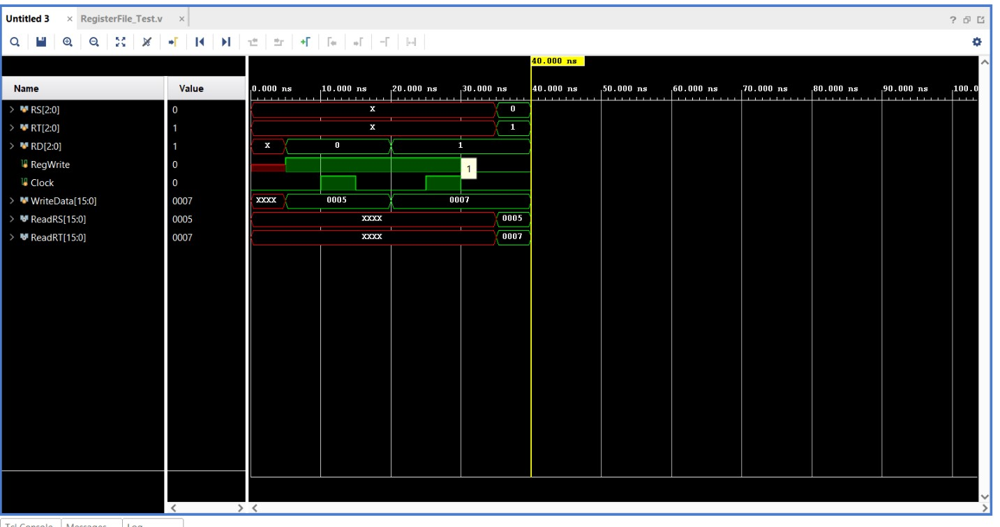 Untitled 3 × RegisterFile_Test.v ×
?
40.000 ns
Name Value
0.000 ns 10.000 ns 20.000 ns 30.000 ns 40.000 ns 50.000 ns 60.000 ns 70.000 ns 80.000 ns 90.000 ns 100.0
RS[2:0] 0 X 0
RT[2:0] 1 X 1
RD[2:0] 1 X 0 1
RegWrite 0 1
Clock 0
WriteData[15:0] 0007 XXXX 0005 0007
ReadRS[15:0] 0005 XXXX 0005
ReadRT[15:0] 0007 XXXX 0007
Tcl Console Messages Log